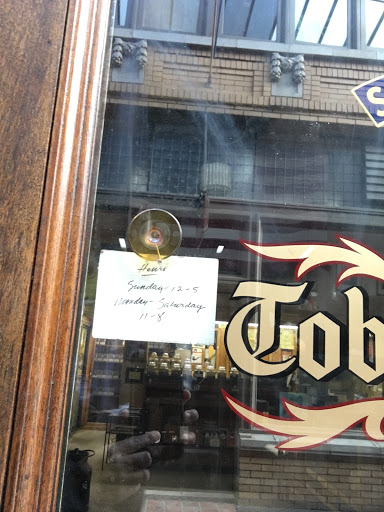 Hours
Sunday - 12-5
Monday - Saturday
11-8
Tob
S